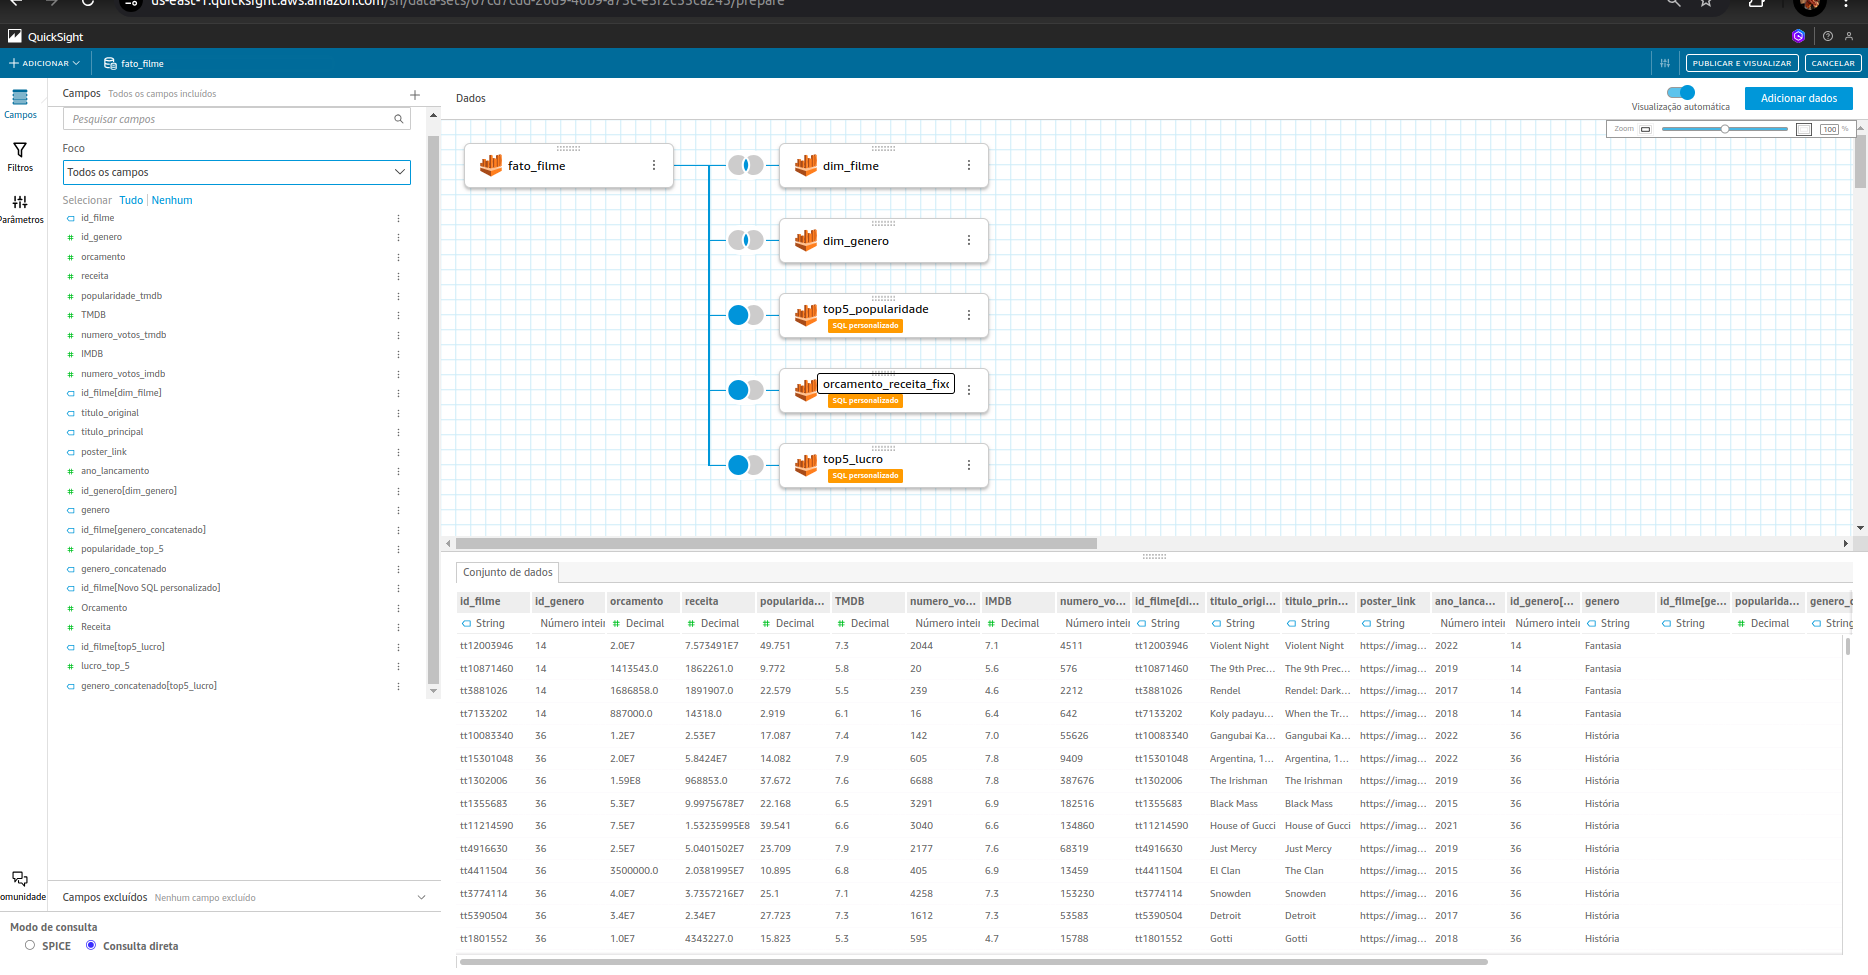 us-east-1.quicksight.aws.amazon.com/sn/data-sets/
/prepare
QuickSight
ADICIONAR
fato_filme
PUBLICAR E VISUALIZAR
CANCELAR
Campos
Filtros
Parâmetros
omunidade
Campos Todos os campos incluídos
Pesquisar campos
Foco
Todos os campos
Selecionar Tudo | Nenhum
id_filme
id_genero
orcamento
receita
popularidade_tmdb
TMDB
numero_votos_tmdb
IMDB
numero_votos_imdb
id_filme[dim_filme]
titulo_original
titulo_principal
poster_link
ano_lancamento
id_genero[dim_genero]
genero
id_filme[genero_concatenado]
popularidade_top_5
genero_concatenado
id_filme[Novo SQL personalizado]
Orcamento
Receita
id_filme[top5_lucro]
lucro_top_5
genero_concatenado[top5_lucro]
Campos excluídos Nenhum campo excluído
Modo de consulta
SPICE Consulta direta
Dados
Visualização automática
Adicionar dados
Zoom 100 %
fato_filme
dim_filme
dim_genero
top5_popularidade
SQL personalizado
orcamento_receita_fixo
SQL personalizado
top5_lucro
SQL personalizado
Conjunto de dados
id_filme id_genero orcamento receita popularida... TMDB numero_vo... IMDB numero_vo... id_filme[di... titulo_origi... titulo_prin... poster_link ano_lanca... id_genero[... genero id_filme[ge... popularida... genero_c
String Número intei Decimal Decimal Decimal Decimal Número intei Decimal Número intei String String String String Número intei Número intei String String Decimal String
tt12003946 14 2.0E7 7.573491E7 49.751 7.3 2044 7.1 4511 tt12003946 Violent Night Violent Night https://imag... 2022 14 Fantasia
tt10871460 14 1413543.0 1862261.0 9.772 5.8 20 5.6 576 tt10871460 The 9th Prec... The 9th Prec... https://imag... 2019 14 Fantasia
tt3881026 14 1686858.0 1891907.0 22.579 5.5 239 4.6 2212 tt3881026 Rendel Rendel: Dark... https://imag... 2017 14 Fantasia
tt7133202 14 887000.0 14318.0 2.919 6.1 16 6.4 642 tt7133202 Koly padayu... When the Tr... https://imag... 2018 14 Fantasia
tt10083340 36 1.2E7 2.53E7 17.087 7.4 142 7.0 55626 tt10083340 Gangubai Ka... Gangubai Ka... https://imag... 2022 36 História
tt15301048 36 2.0E7 5.8424E7 14.082 7.9 605 7.8 9409 tt15301048 Argentina, 1... Argentina, 1... https://imag... 2022 36 História
tt1302006 36 1.59E8 968853.0 37.672 7.6 6688 7.8 387676 tt1302006 The Irishman The Irishman https://imag... 2019 36 História
tt1355683 36 5.3E7 9.9975678E7 22.168 6.5 3291 6.9 182516 tt1355683 Black Mass Black Mass https://imag... 2015 36 História
tt11214590 36 7.5E7 1.53235995E8 39.541 6.6 3040 6.6 134860 tt11214590 House of Gucci House of Gucci https://imag... 2021 36 História
tt4916630 36 2.5E7 5.0401502E7 23.709 7.9 2177 7.6 68319 tt4916630 Just Mercy Just Mercy https://imag... 2019 36 História
tt4411504 36 3500000.0 2.0381995E7 10.895 6.8 405 6.9 13459 tt4411504 El Clan The Clan https://imag... 2015 36 História
tt3774114 36 4.0E7 3.7357216E7 25.1 7.1 4258 7.3 153230 tt3774114 Snowden Snowden https://imag... 2016 36 História
tt5390504 36 3.4E7 2.34E7 27.723 7.3 1612 7.3 53583 tt5390504 Detroit Detroit https://imag... 2017 36 História
tt1801552 36 1.0E7 4343227.0 15.823 5.3 595 4.7 15788 tt1801552 Gotti Gotti https://imag... 2018 36 História